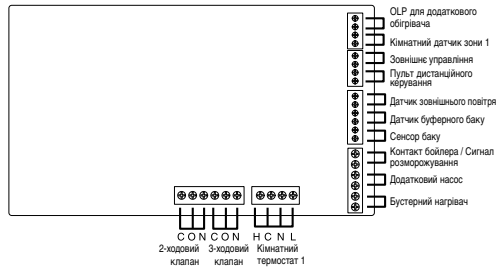 OLP для додаткового
обігрівача
Кімнатний датчик зони 1
Зовнішнє управління
Пульт дистанційного
керування
Датчик зовнішнього повітря
Датчик буферного баку
Сенсор баку
Контакт бойлера / Сигнал
розморожування
Додатковий насос
Бустерний нагрівач
C O N C O N H C N L
2-ходовий 3-ходовий Кімнатний
клапан клапан термостат 1